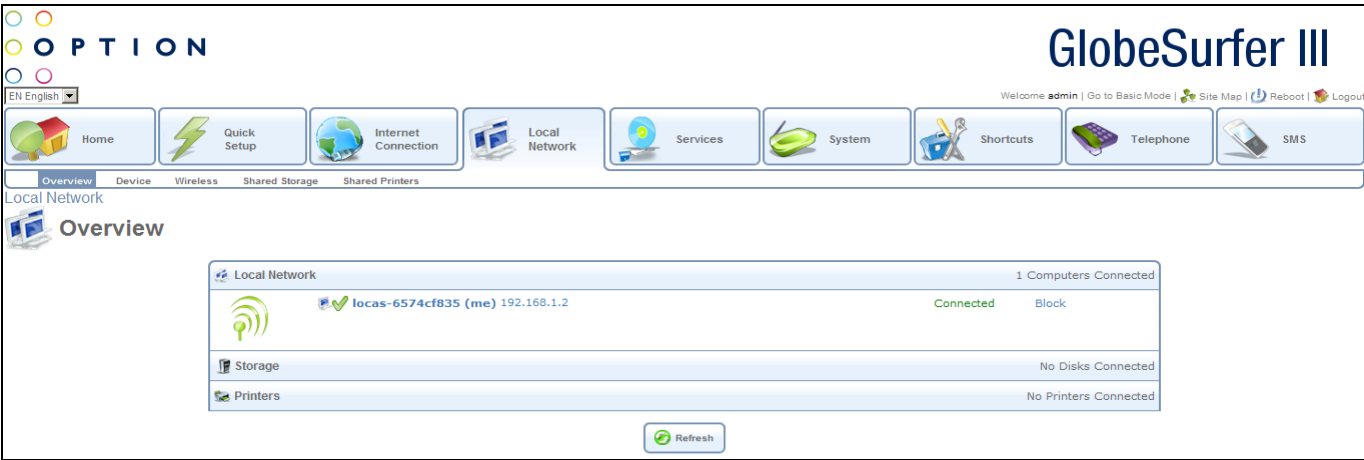 OPTION
GlobeSurfer III
EN English
Welcome admin | Go to Basic Mode | Site Map | Reboot | Logout
Home
Quick
Setup
Internet
Connection
Local
Network
Services
System
Shortcuts
Telephone
SMS
Overview Device Wireless Shared Storage Shared Printers
Local Network
Overview
Local Network 1 Computers Connected
locas-6574cf835 (me) 192.168.1.2 Connected Block
Storage No Disks Connected
Printers No Printers Connected
Refresh